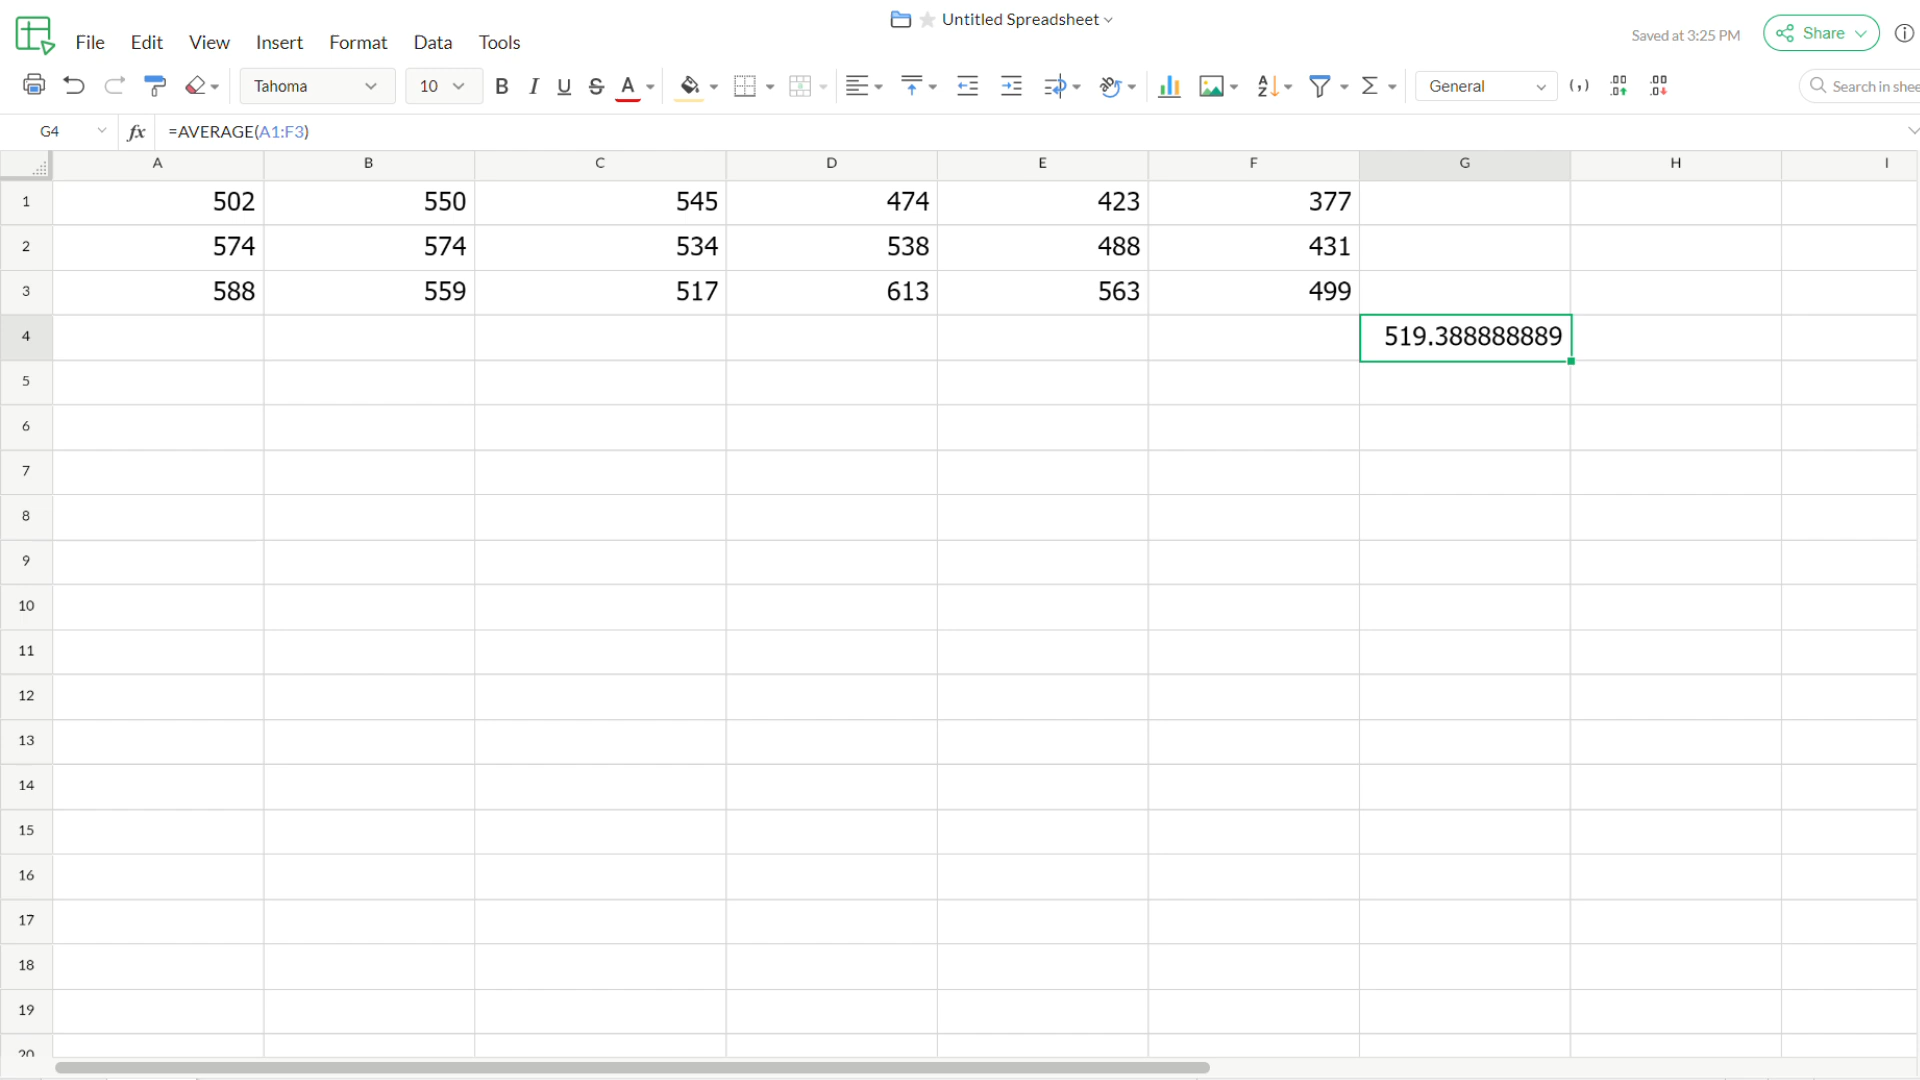 Untitled Spreadsheet
File Edit View Insert Format Data Tools
Saved at 3:25 PM
Share
Tahoma 10 B I U S A General Search in shee
G4 fx =AVERAGE(A1:F3)
A B C D E F G H I
1 502 550 545 474 423 377
2 574 574 534 538 488 431
3 588 559 517 613 563 499
4 519.388888889
5
6
7
8
9
10
11
12
13
14
15
16
17
18
19
20